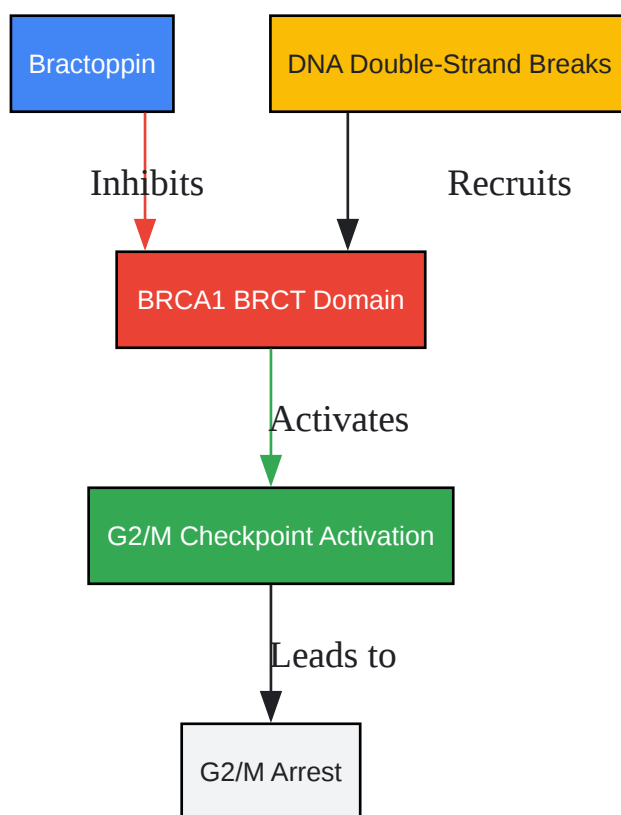 Bractoppin
DNA Double-Strand Breaks
Inhibits
Recruits
BRCA1 BRCT Domain
Activates
G2/M Checkpoint Activation
Leads to
G2/M Arrest